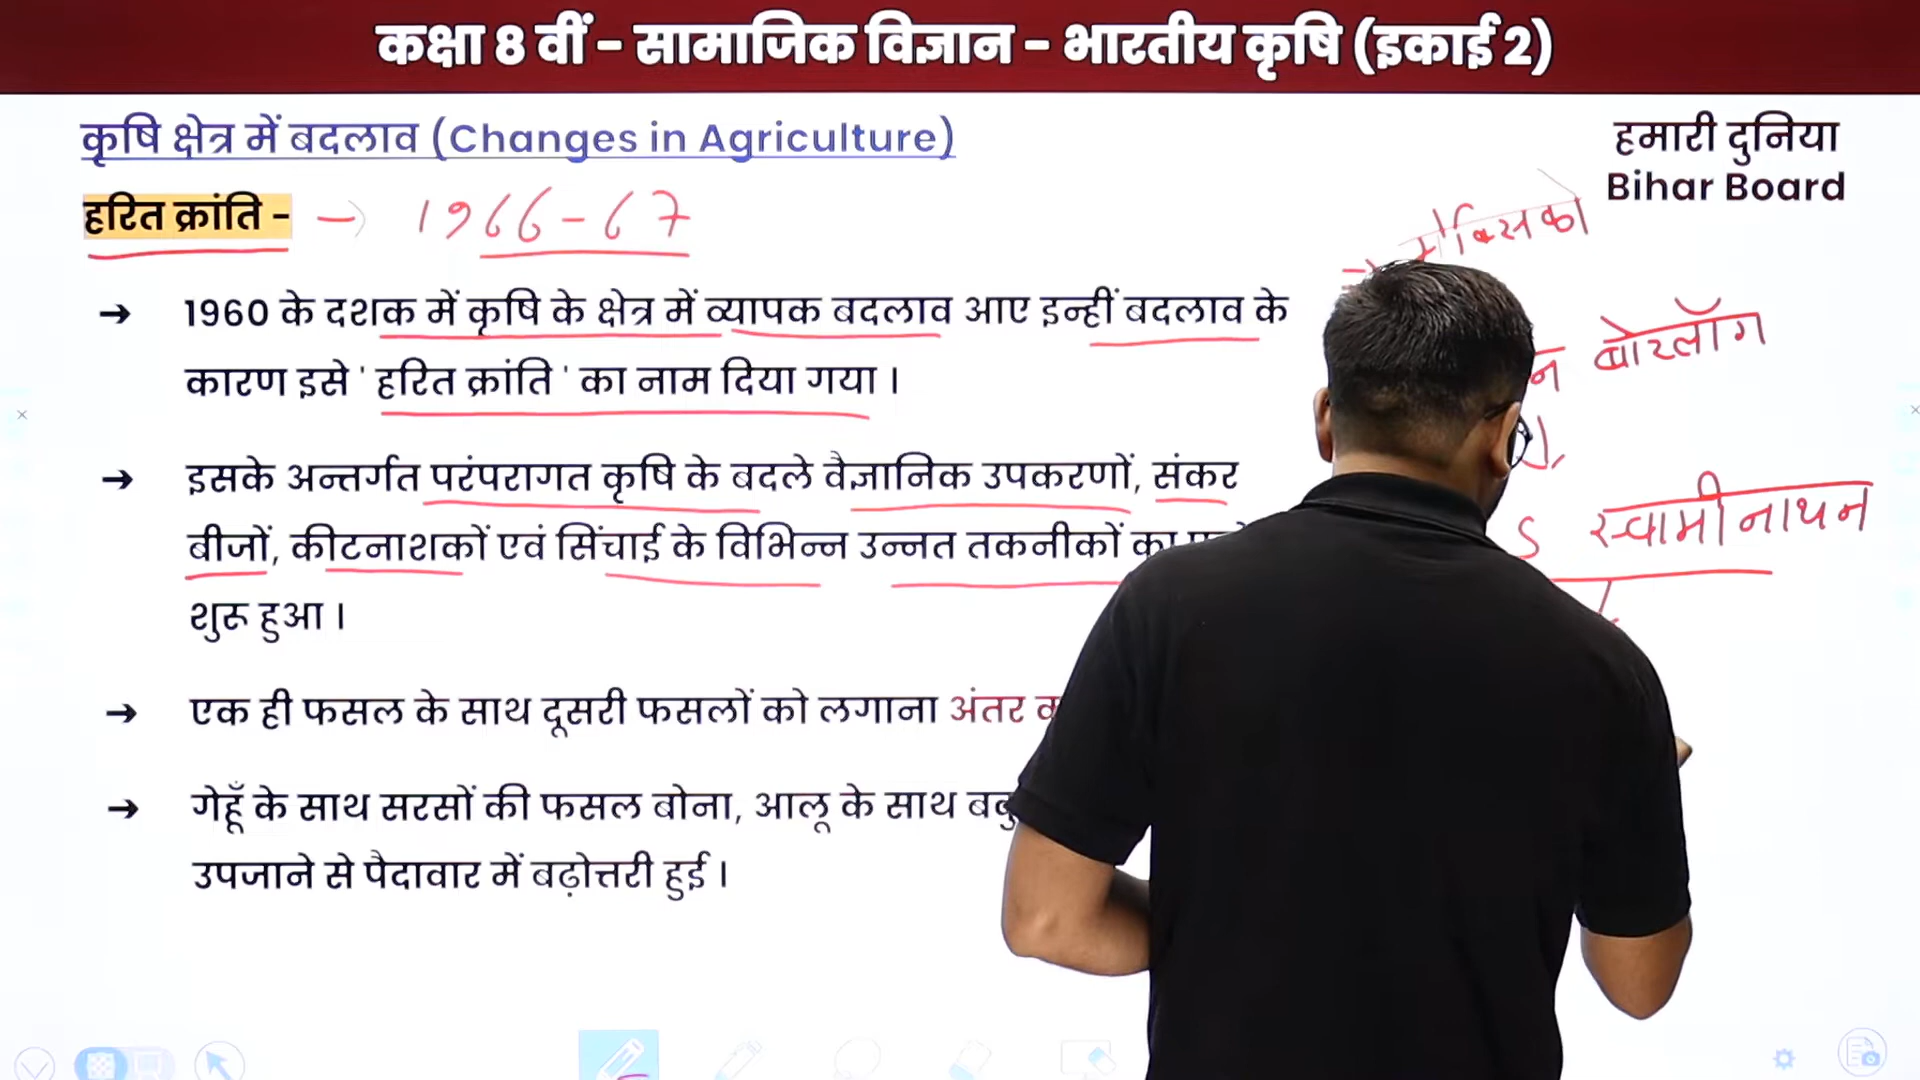 कक्षा 8 वीं - सामाजिक विज्ञान - भारतीय कृषि (इकाई 2)
कृषि क्षेत्र में बदलाव (Changes in Agriculture)
हमारी दुनिया
Bihar Board
हरित क्रांति - → 1966-67
→ मेक्सिको
➔ 1960 के दशक में कृषि के क्षेत्र में व्यापक बदलाव आए इन्हीं बदलाव के
कारण इसे ' हरित क्रांति ' का नाम दिया गया ।
न बोरलॉग
➔ इसके अन्तर्गत परंपरागत कृषि के बदले वैज्ञानिक उपकरणों, संकर
बीजों, कीटनाशकों एवं सिंचाई के विभिन्न उन्नत तकनीकों का
शुरू हुआ ।
S स्वामीनाथन
➔ एक ही फसल के साथ दूसरी फसलों को लगाना अंतर
➔ गेहूँ के साथ सरसों की फसल बोना, आलू के साथ
उपजाने से पैदावार में बढ़ोत्तरी हुई ।